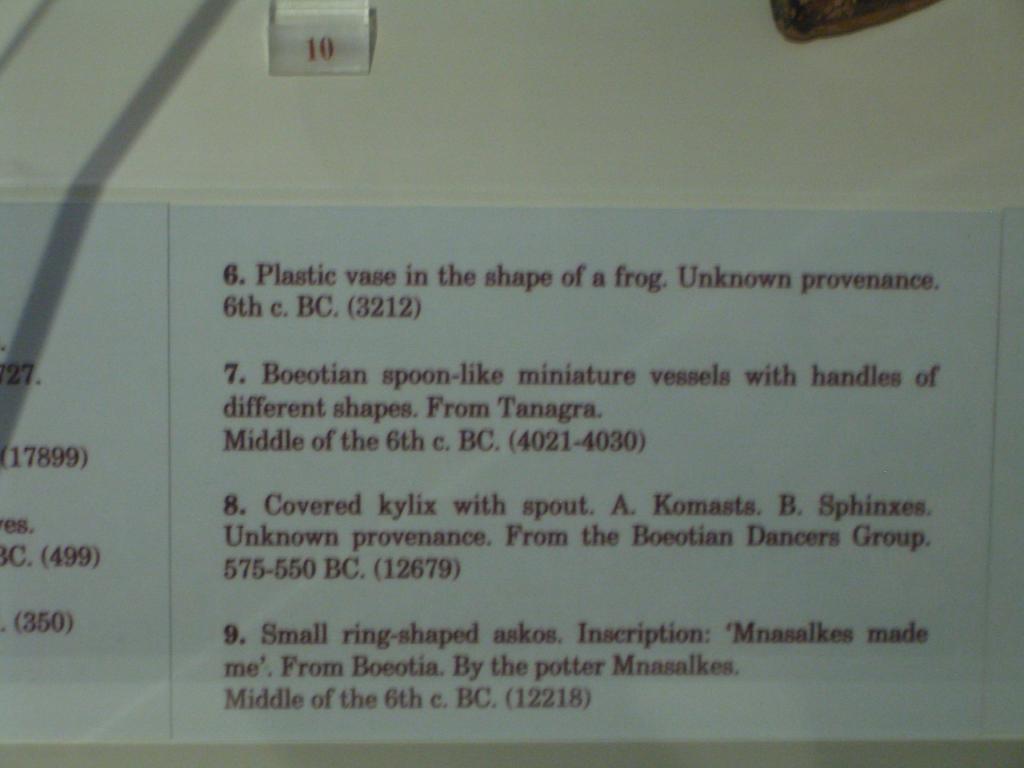 10
6. Plastic vase in the shape of a frog. Unknown provenance.
6th c. BC. (3212)
7. Boeotian spoon-like miniature vessels with handles of
different shapes. From Tanagra.
Middle of the 6th c. BC. (4021-4030)
8. Covered kylix with spout. A. Komasts. B. Sphinxes.
Unknown provenance. From the Boeotian Dancers Group.
575-550 BC. (12679)
9. Small ring-shaped askos. Inscription: 'Mnasalkes made
me'. From Boeotia. By the potter Mnasalkes.
Middle of the 6th c. BC. (12218)
727.
(17899)
BC. (499)
. (350)